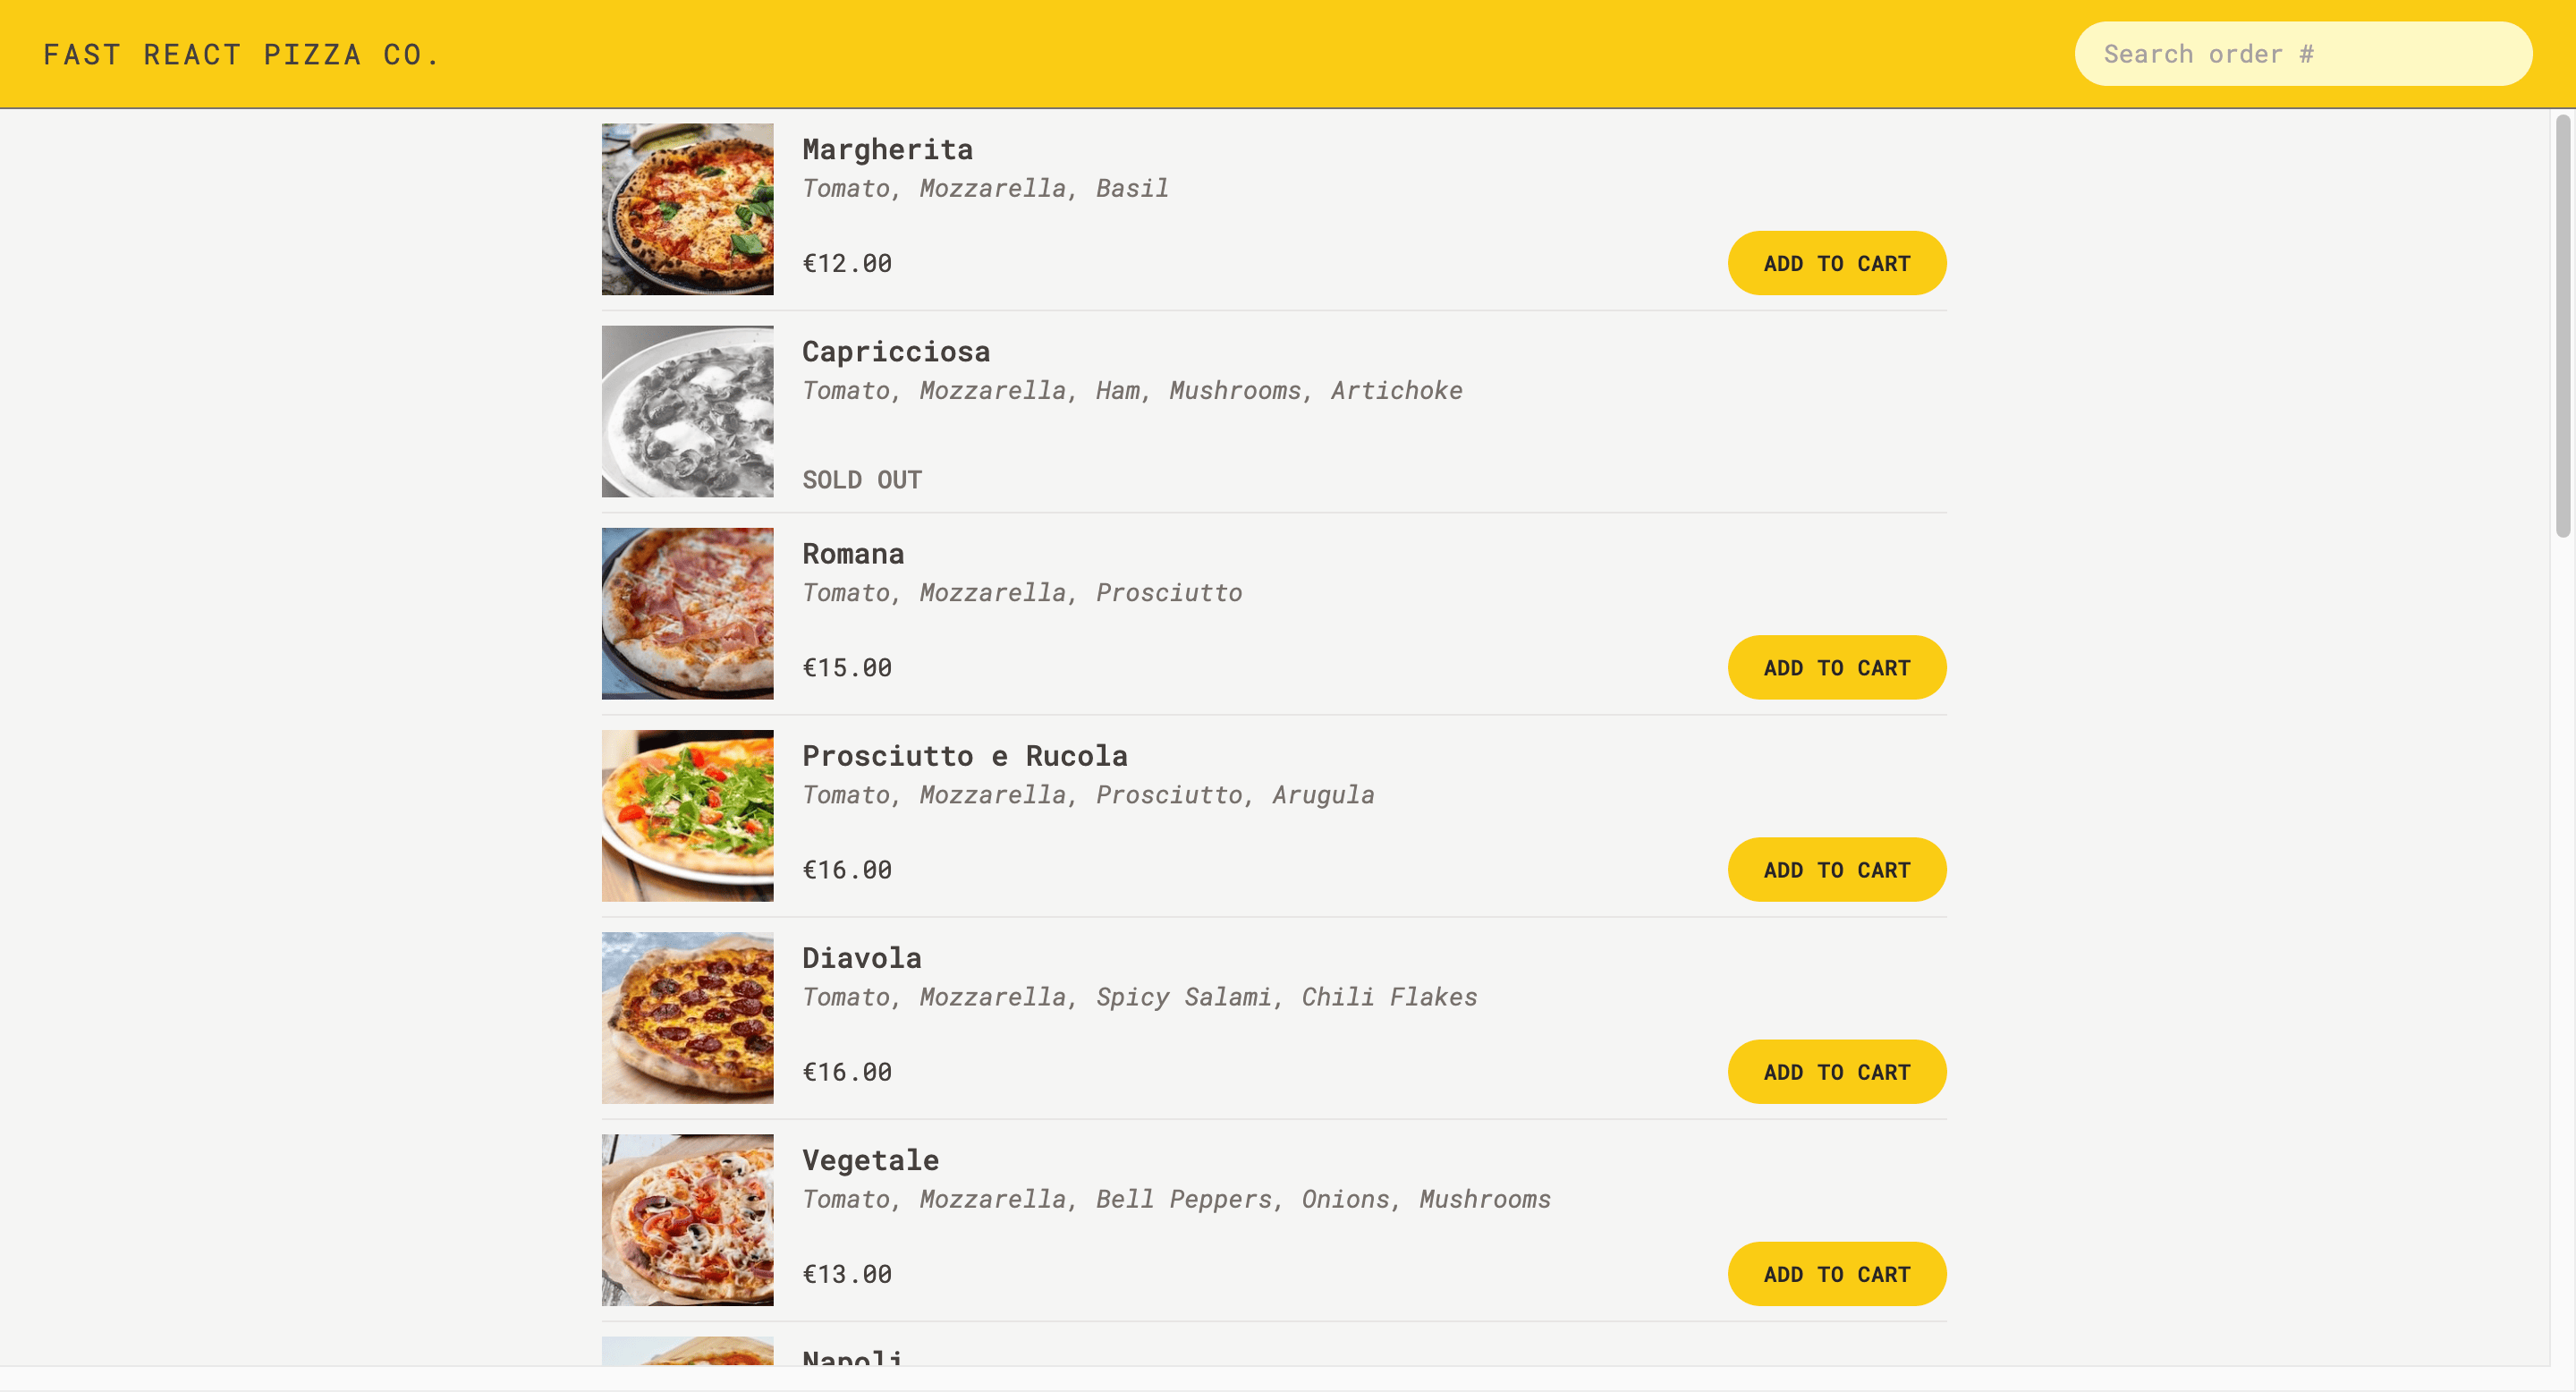 FAST REACT PIZZA CO.
Search order #
Margherita
Tomato, Mozzarella, Basil
€12.00
ADD TO CART
Capricciosa
Tomato, Mozzarella, Ham, Mushrooms, Artichoke
SOLD OUT
Romana
Tomato, Mozzarella, Prosciutto
€15.00
ADD TO CART
Prosciutto e Rucola
Tomato, Mozzarella, Prosciutto, Arugula
€16.00
ADD TO CART
Diavola
Tomato, Mozzarella, Spicy Salami, Chili Flakes
€16.00
ADD TO CART
Vegetale
Tomato, Mozzarella, Bell Peppers, Onions, Mushrooms
€13.00
ADD TO CART
Napoli